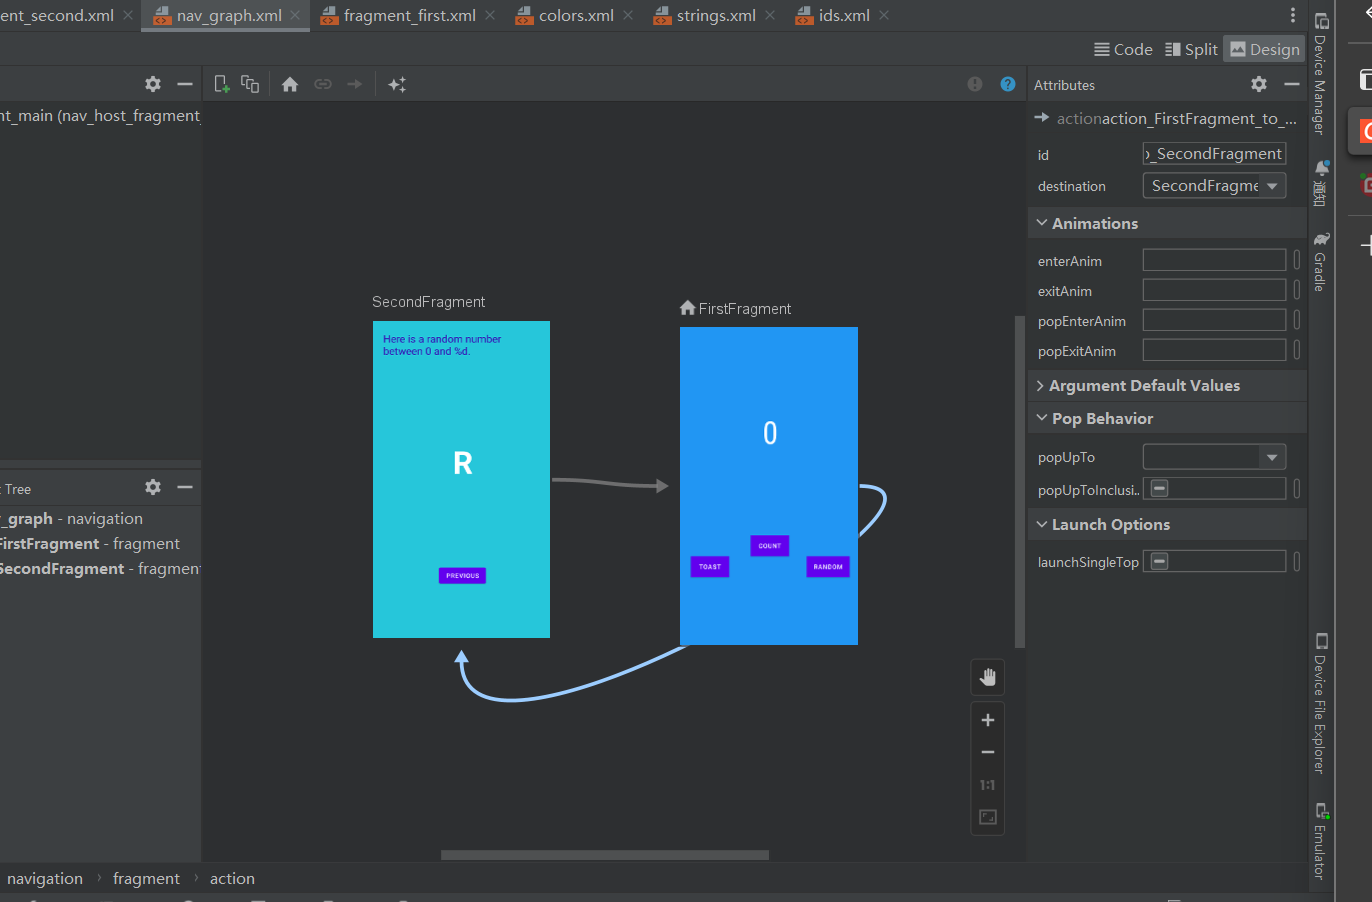 ent_second.xml
nav_graph.xml
fragment_first.xml
colors.xml
strings.xml
ids.xml
Code
Split
Design
nt_main (nav_host_fragment_
Tree
_graph - navigation
FirstFragment - fragment
SecondFragment - fragment
SecondFragment
Here is a random number
between 0 and %d.
R
PREVIOUS
FirstFragment
0
COUNT
TOAST
RANDOM
1:1
Attributes
actionaction_FirstFragment_to_...
id
_SecondFragment
destination
SecondFragme
Animations
enterAnim
exitAnim
popEnterAnim
popExitAnim
Argument Default Values
Pop Behavior
popUpTo
popUpToInclusi..
Launch Options
launchSingleTop
Device Manager
通知
Gradle
Device File Explorer
Emulator
navigation
fragment
action